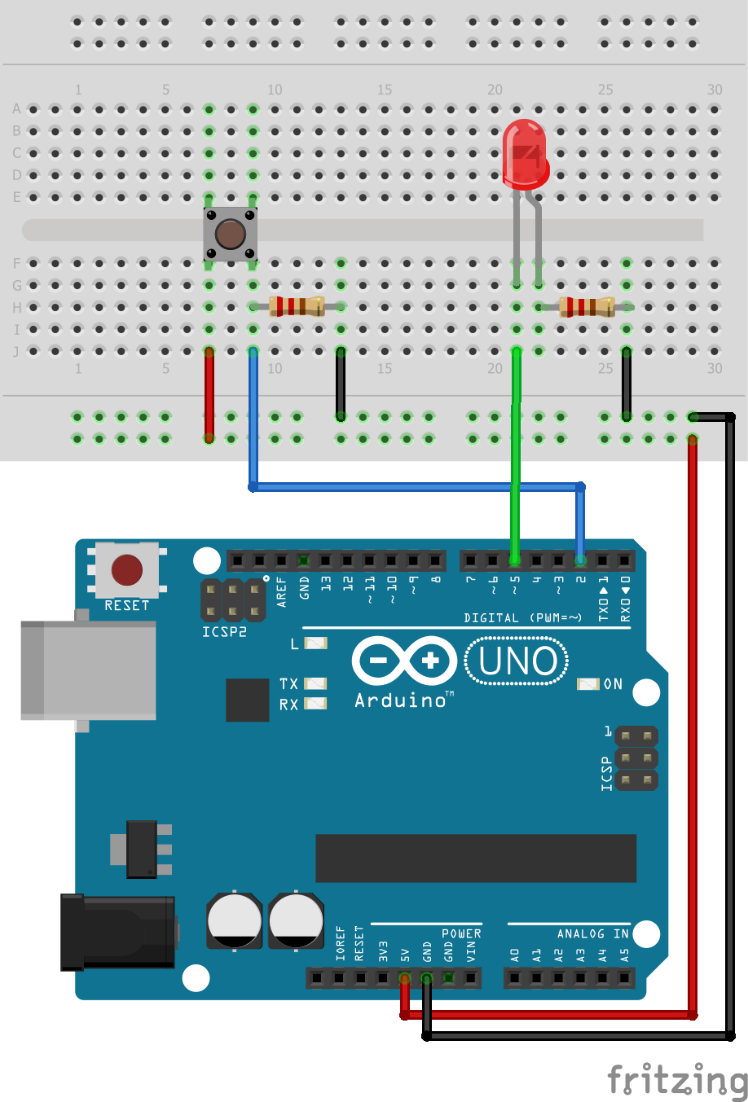 1 5 10 15 20 25 30
A
B
C
D
E
F
G
H
I
J
1 5 10 15 20 25 30
RESET
ICSP2
AREF
GND
13
12
~11
~10
~9
8
7
~6
~5
4
~3
2
TX0▶1
RX0◀0
DIGITAL (PWM=~)
L
TX
RX
Arduino™
UNO
ON
1
ICSP
POWER
ANALOG IN
IOREF
RESET
3V3
5V
GND
GND
VIN
A0
A1
A2
A3
A4
A5
fritzing